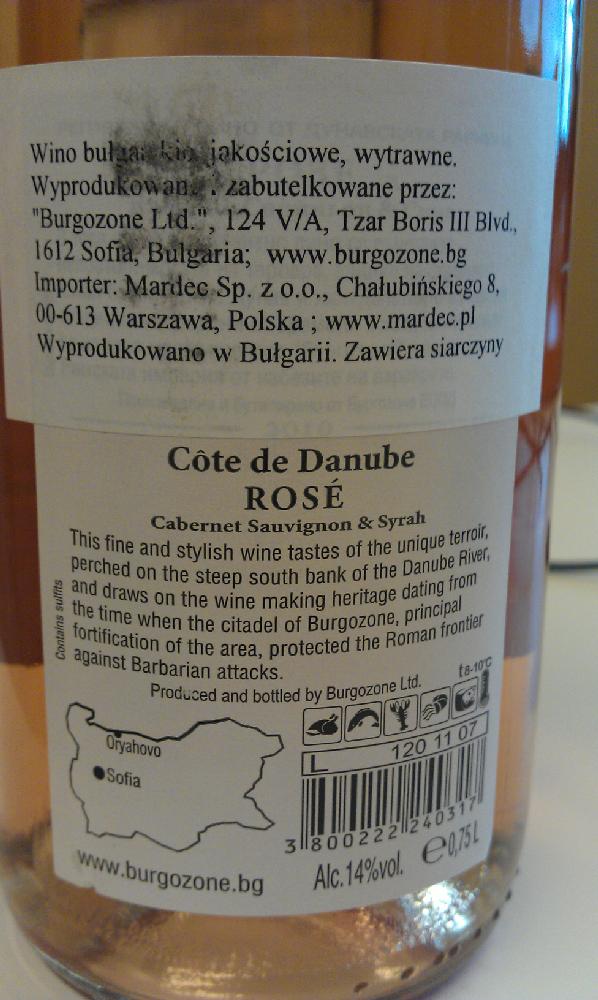 Wino bułgarskie, jakościowe, wytrawne.
Wyprodukowane i zabutelkowane przez:
"Burgozone Ltd.", 124 V/A, Tzar Boris III Blvd.,
1612 Sofia, Bulgaria; www.burgozone.bg
Importer: Mardec Sp. z o.o., Chałubińskiego 8,
00-613 Warszawa, Polska ; www.mardec.pl
Wyprodukowano w Bułgarii. Zawiera siarczyny
Côte de Danube
ROSÉ
Cabernet Sauvignon & Syrah
This fine and stylish wine tastes of the unique terroir,
perched on the steep south bank of the Danube River,
and draws on the wine making heritage dating from
the time when the citadel of Burgozone, principal
fortification of the area, protected the Roman frontier
against Barbarian attacks.
Contains sulfits
Produced and bottled by Burgozone Ltd.
t 8-10°C
Oryahovo
Sofia
L 120 11 07
3 800222 240317
www.burgozone.bg
Alc.14%vol. e 0,75 L